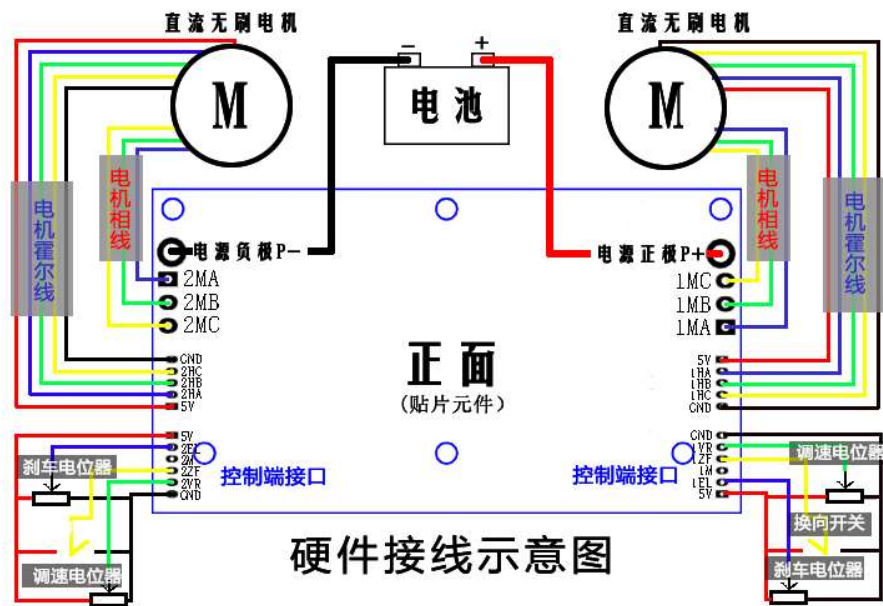 直流无刷电机
直流无刷电机
M
- +
电池
M
电机霍尔线
电机相线
电机相线
电机霍尔线
电源负极P-
电源正极P+
2MA
2MB
2MC
1MC
1MB
1MA
正面
(贴片元件)
GND
2HC
2HB
2HA
5V
5V
1HA
1HB
1HC
GND
5V
2EL
2M
2ZF
2VR
GND
GND
1VR
1ZF
1M
1EL
5V
控制端接口
控制端接口
刹车电位器
调速电位器
调速电位器
换向开关
刹车电位器
硬件接线示意图